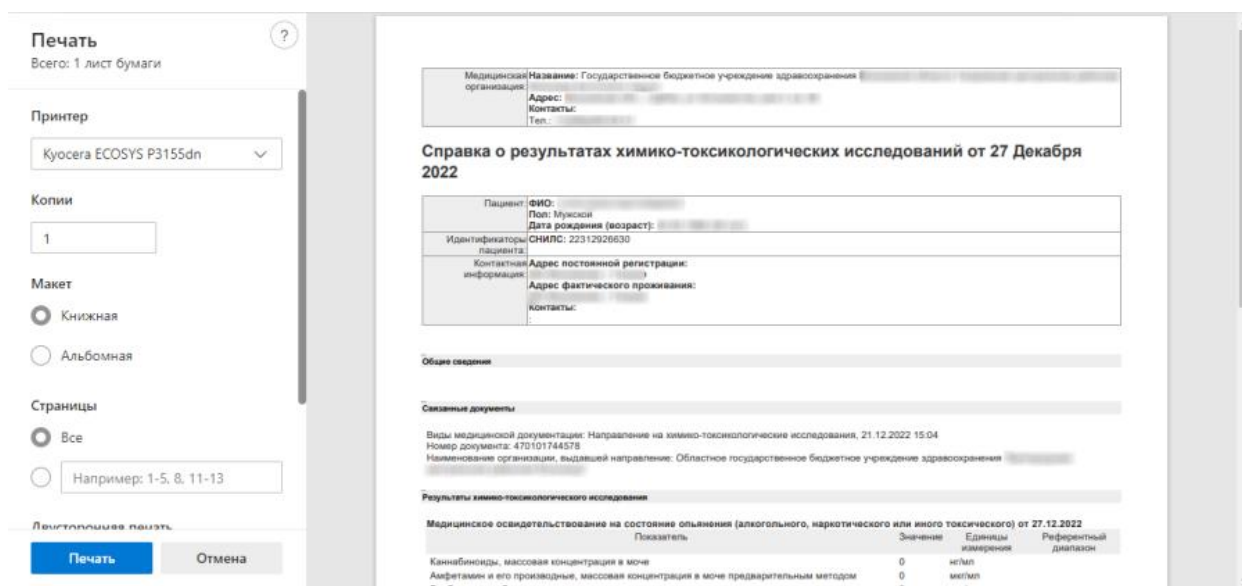 Печать
?
Всего: 1 лист бумаги
Принтер
Kyocera ECOSYS P3155dn
Копии
1
Макет
Книжная
Альбомная
Страницы
Все
Например: 1-5, 8, 11-13
Двусторонняя печать
Печать Отмена
Медицинская организация: Название: Государственное бюджетное учреждение здравоохранения
Адрес:
Контакты:
Тел.:
Справка о результатах химико-токсикологических исследований от 27 Декабря
2022
Пациент ФИО:
Пол: Мужской
Дата рождения (возраст):
Идентификаторы пациента: СНИЛС: 22312926630
Контактная информация: Адрес постоянной регистрации:
Адрес фактического проживания:
Контакты:
:
Общие сведения
Связанные документы
Виды медицинской документации: Направление на химико-токсикологические исследования, 21.12.2022 15:04
Номер документа: 470101744578
Наименование организации, выдавшей направление: Областное государственное бюджетное учреждение здравоохранения
Результаты химико-токсикологического исследования
Медицинское освидетельствование на состояние опьянения (алкогольного, наркотического или иного токсического) от 27.12.2022
Показатель Значение Единицы измерения Референтный диапазон
Каннабиноиды, массовая концентрация в моче 0 нг/мл
Амфетамин и его производные, массовая концентрация в моче предварительным методом 0 мкг/мл